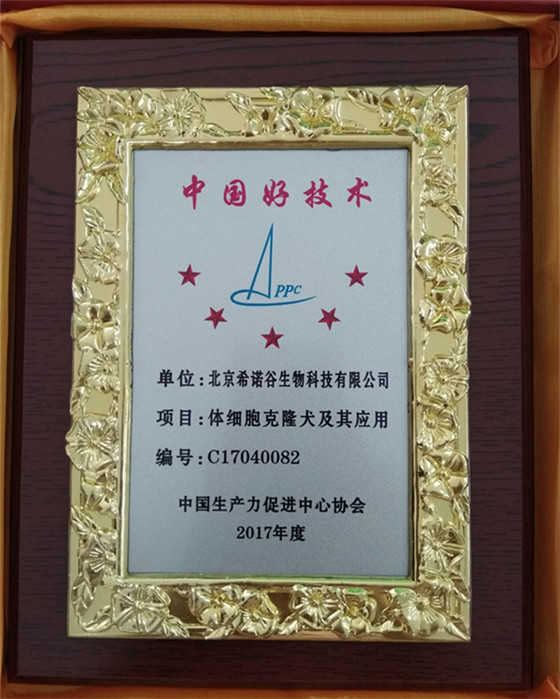 中国好技术
PPC
单位:北京希诺谷生物科技有限公司
项目:体细胞克隆犬及其应用
编号:C17040082
中国生产力促进中心协会
2017年度